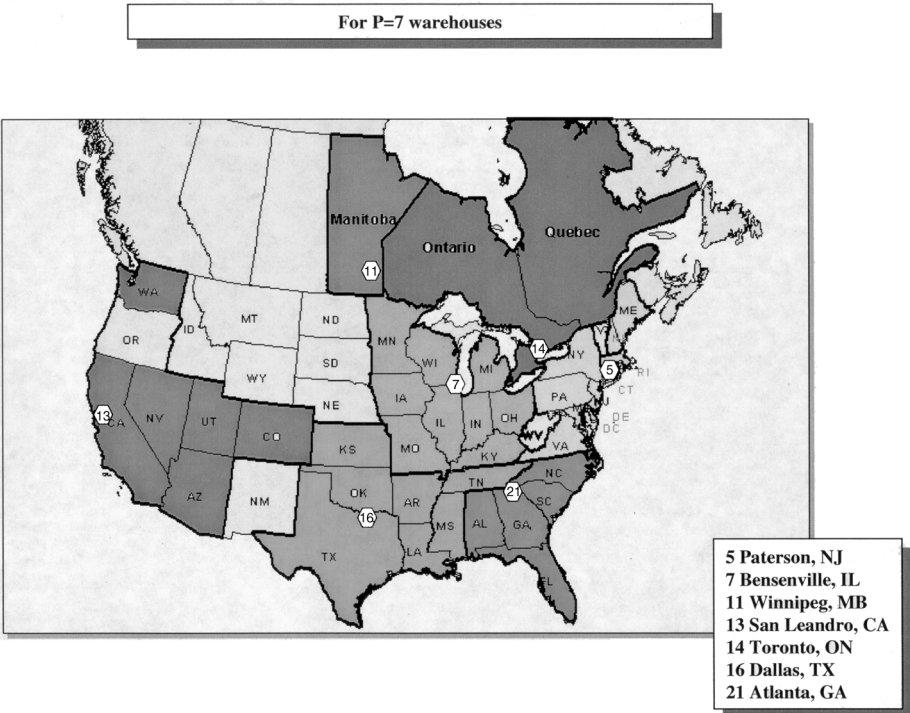 For P=7 warehouses
Manitoba
Ontario
Quebec
11
WA
MT
ND
MN
ME
OR
ID
SD
WI
MI
14
NY
V
5
RI
WY
7
CT
NE
IA
PA
NJ
13
CA
NV
UT
CO
IL
IN
OH
DE
DC
KS
MO
WV
VA
KY
AZ
NM
OK
AR
TN
NC
21
SC
16
MS
AL
GA
TX
LA
FL
5 Paterson, NJ
7 Bensenville, IL
11 Winnipeg, MB
13 San Leandro, CA
14 Toronto, ON
16 Dallas, TX
21 Atlanta, GA